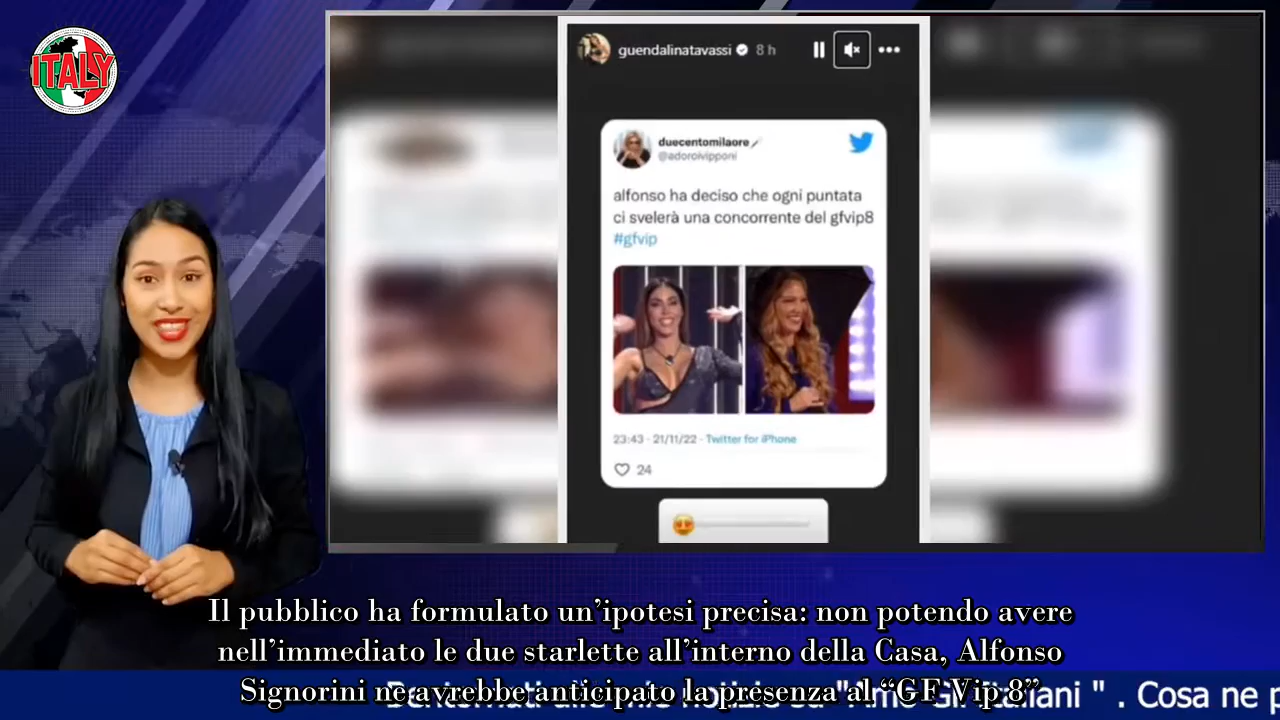 ITALY
guendalinatavassi 8 h
duecentomilaore
@adoroivipponi
alfonso ha deciso che ogni puntata
ci svelerà una concorrente del gfvip8
#gfvip
23:43 · 21/11/22 · Twitter for iPhone
24
Il pubblico ha formulato un’ipotesi precisa: non potendo avere
nell’immediato le due starlette all’interno della Casa, Alfonso
Signorini ne avrebbe anticipato la presenza al “GF Vip 8”
" . Cosa ne p